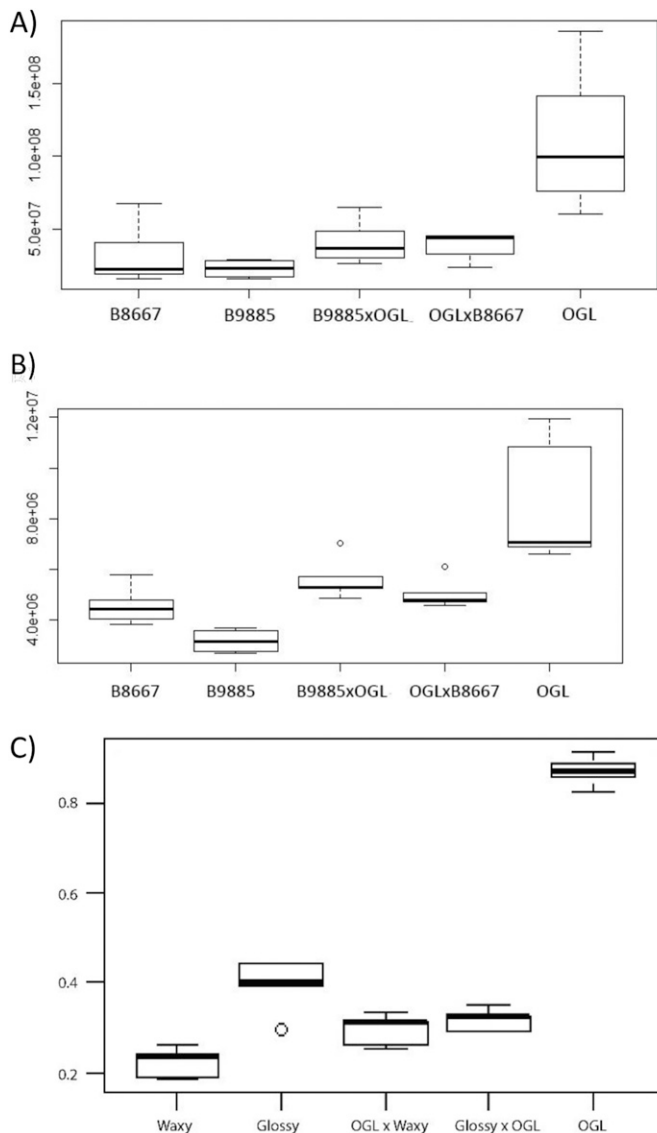 A)
1.5e+08
1.0e+08
5.0e+07
B8667 B9885 B9885xOGL OGLxB8667 OGL
B)
1.2e+07
8.0e+06
4.0e+06
B8667 B9885 B9885xOGL OGLxB8667 OGL
C)
0.8
0.6
0.4
0.2
Waxy Glossy OGL x Waxy Glossy x OGL OGL